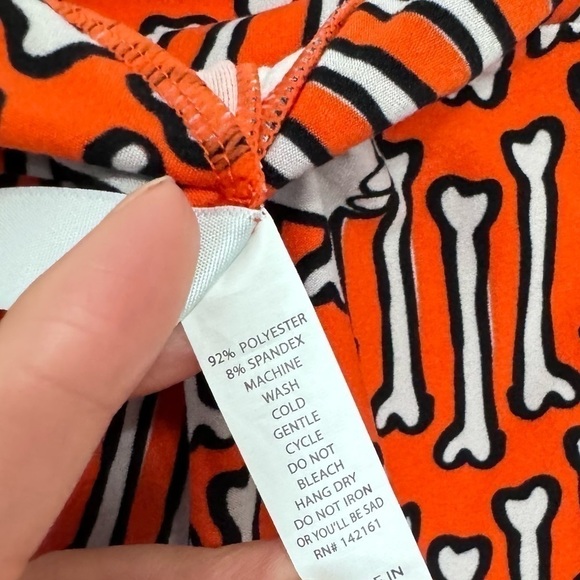 92% POLYESTER
8% SPANDEX
MACHINE
WASH
COLD
GENTLE
CYCLE
DO NOT
BLEACH
HANG DRY
DO NOT IRON
OR YOU'LL BE SAD
RN# 142161
IN